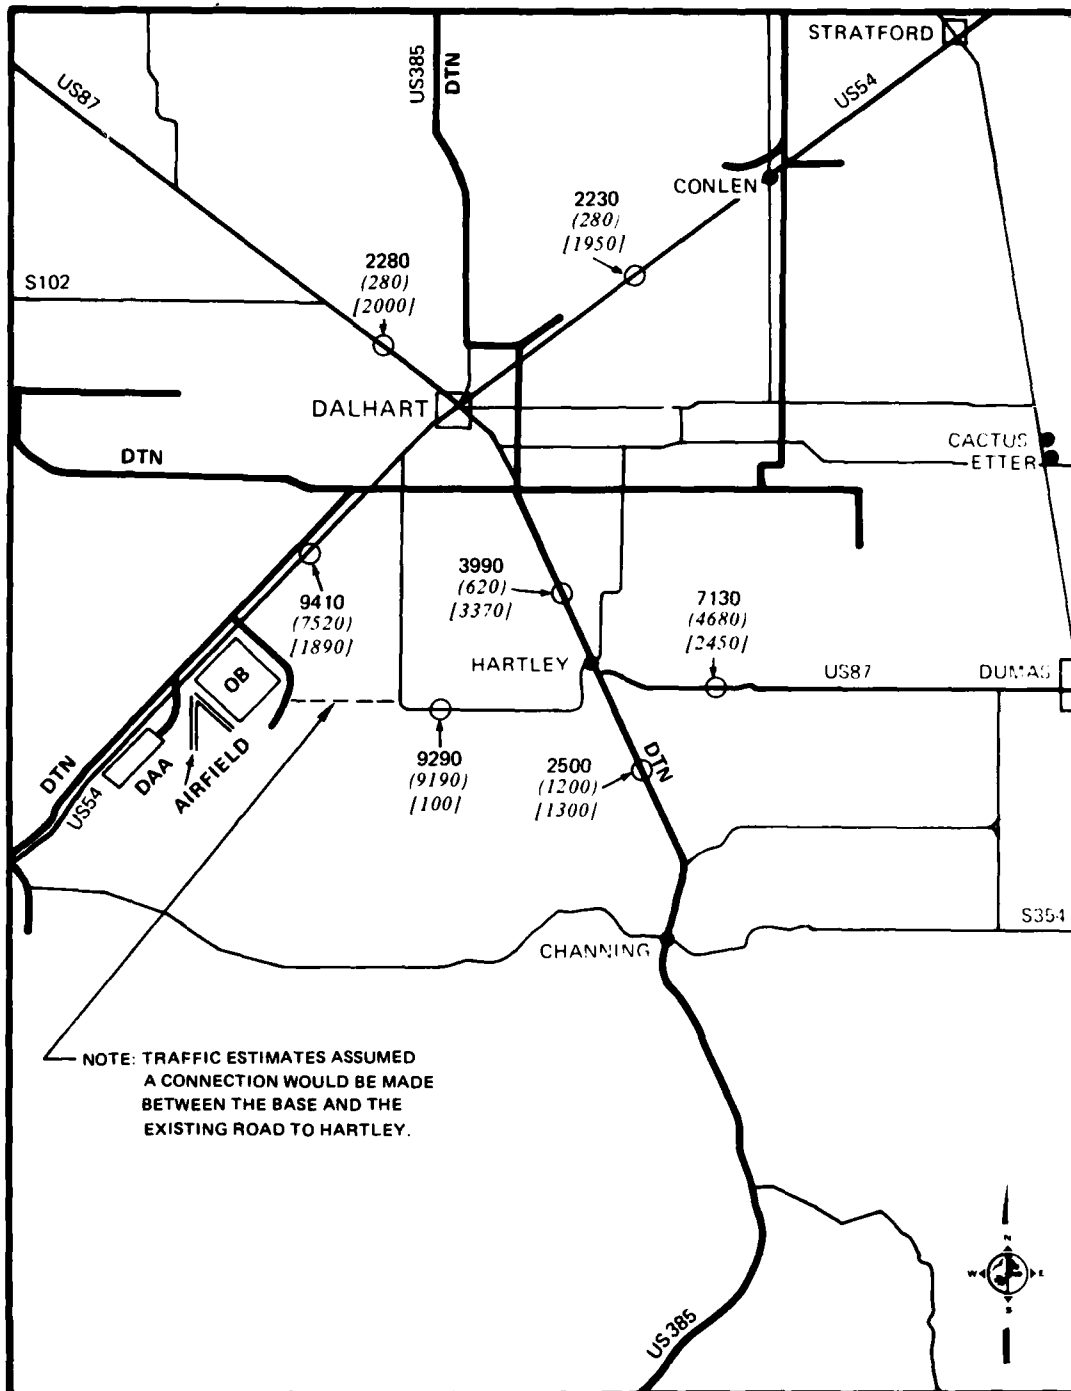 STRATFORD
US385
DTN
US54
US87
CONLEN
2230
(280)
[1950]
2280
(280)
[2000]
S102
DALHART
CACTUS
ETTER
DTN
3990
(620)
[3370]
9410
(7520)
[1890]
7130
(4680)
[2450]
HARTLEY
US87
DUMAS
OB
9290
(9190)
[100]
2500
(1200)
[1300]
DTN
DTN
US54
DAA
AIRFIELD
S354
CHANNING
NOTE: TRAFFIC ESTIMATES ASSUMED
A CONNECTION WOULD BE MADE
BETWEEN THE BASE AND THE
EXISTING ROAD TO HARTLEY.
N
W E
S
US385